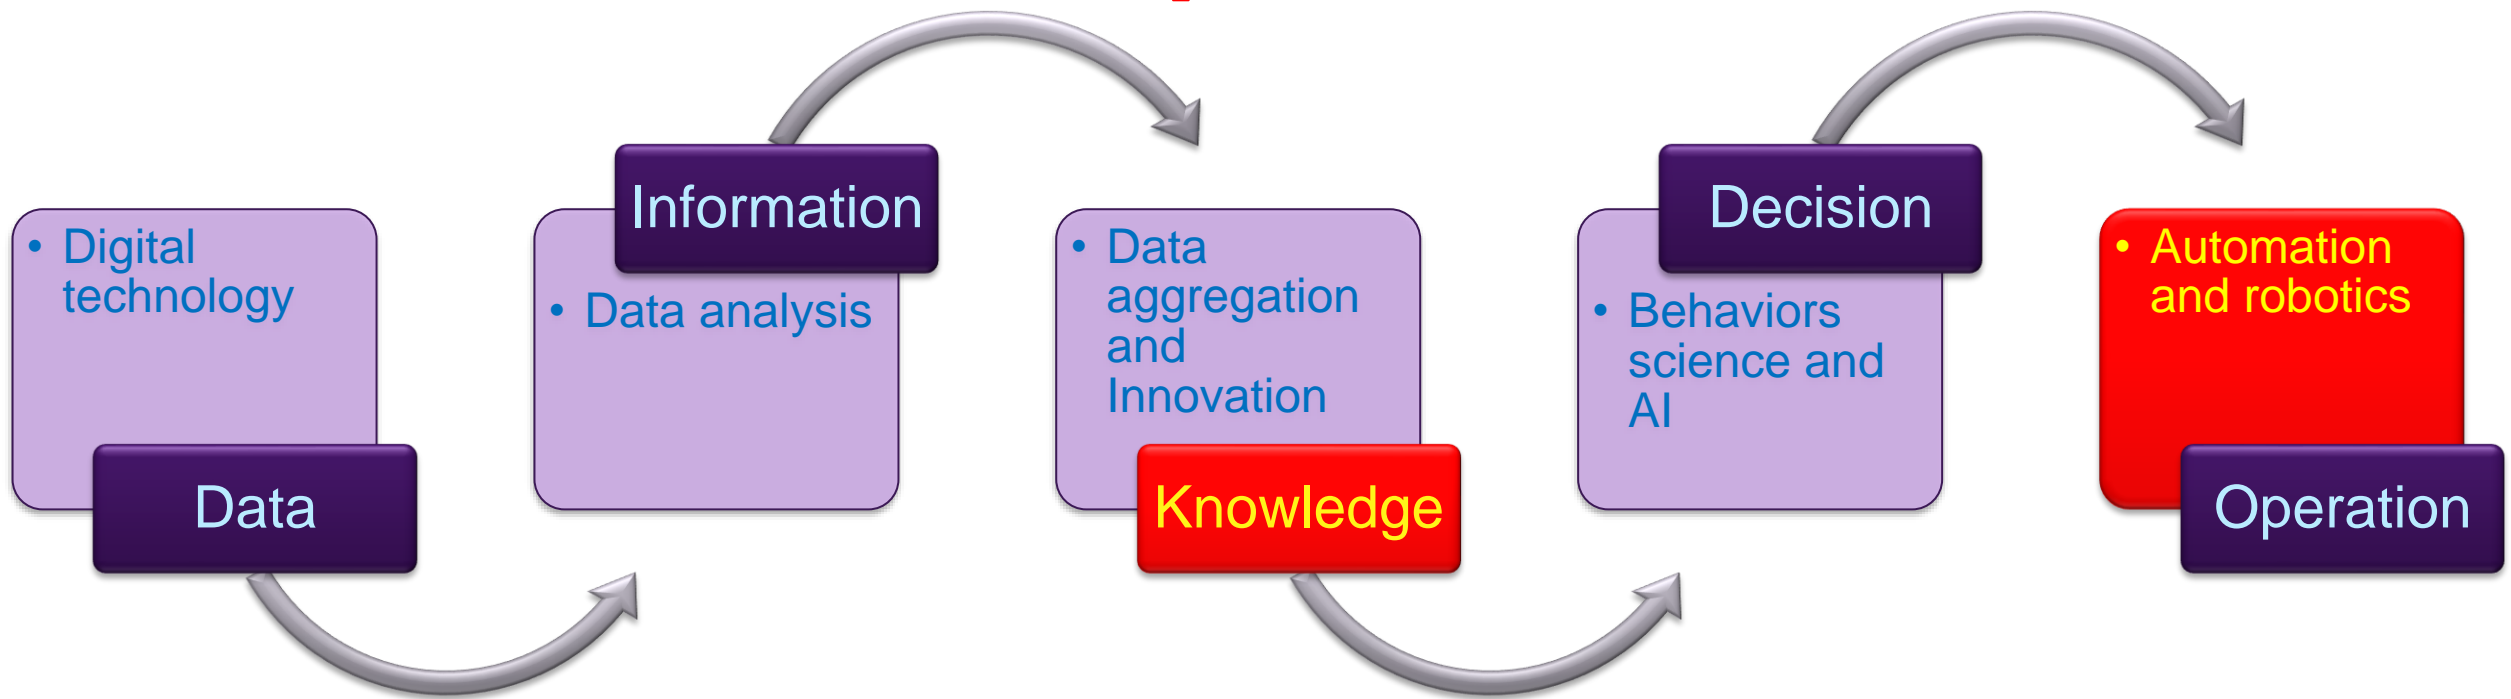 • Digital
technology
Data
Information
• Data analysis
• Data
aggregation
and
Innovation
Knowledge
Decision
• Behaviors
science and
AI
• Automation
and robotics
Operation